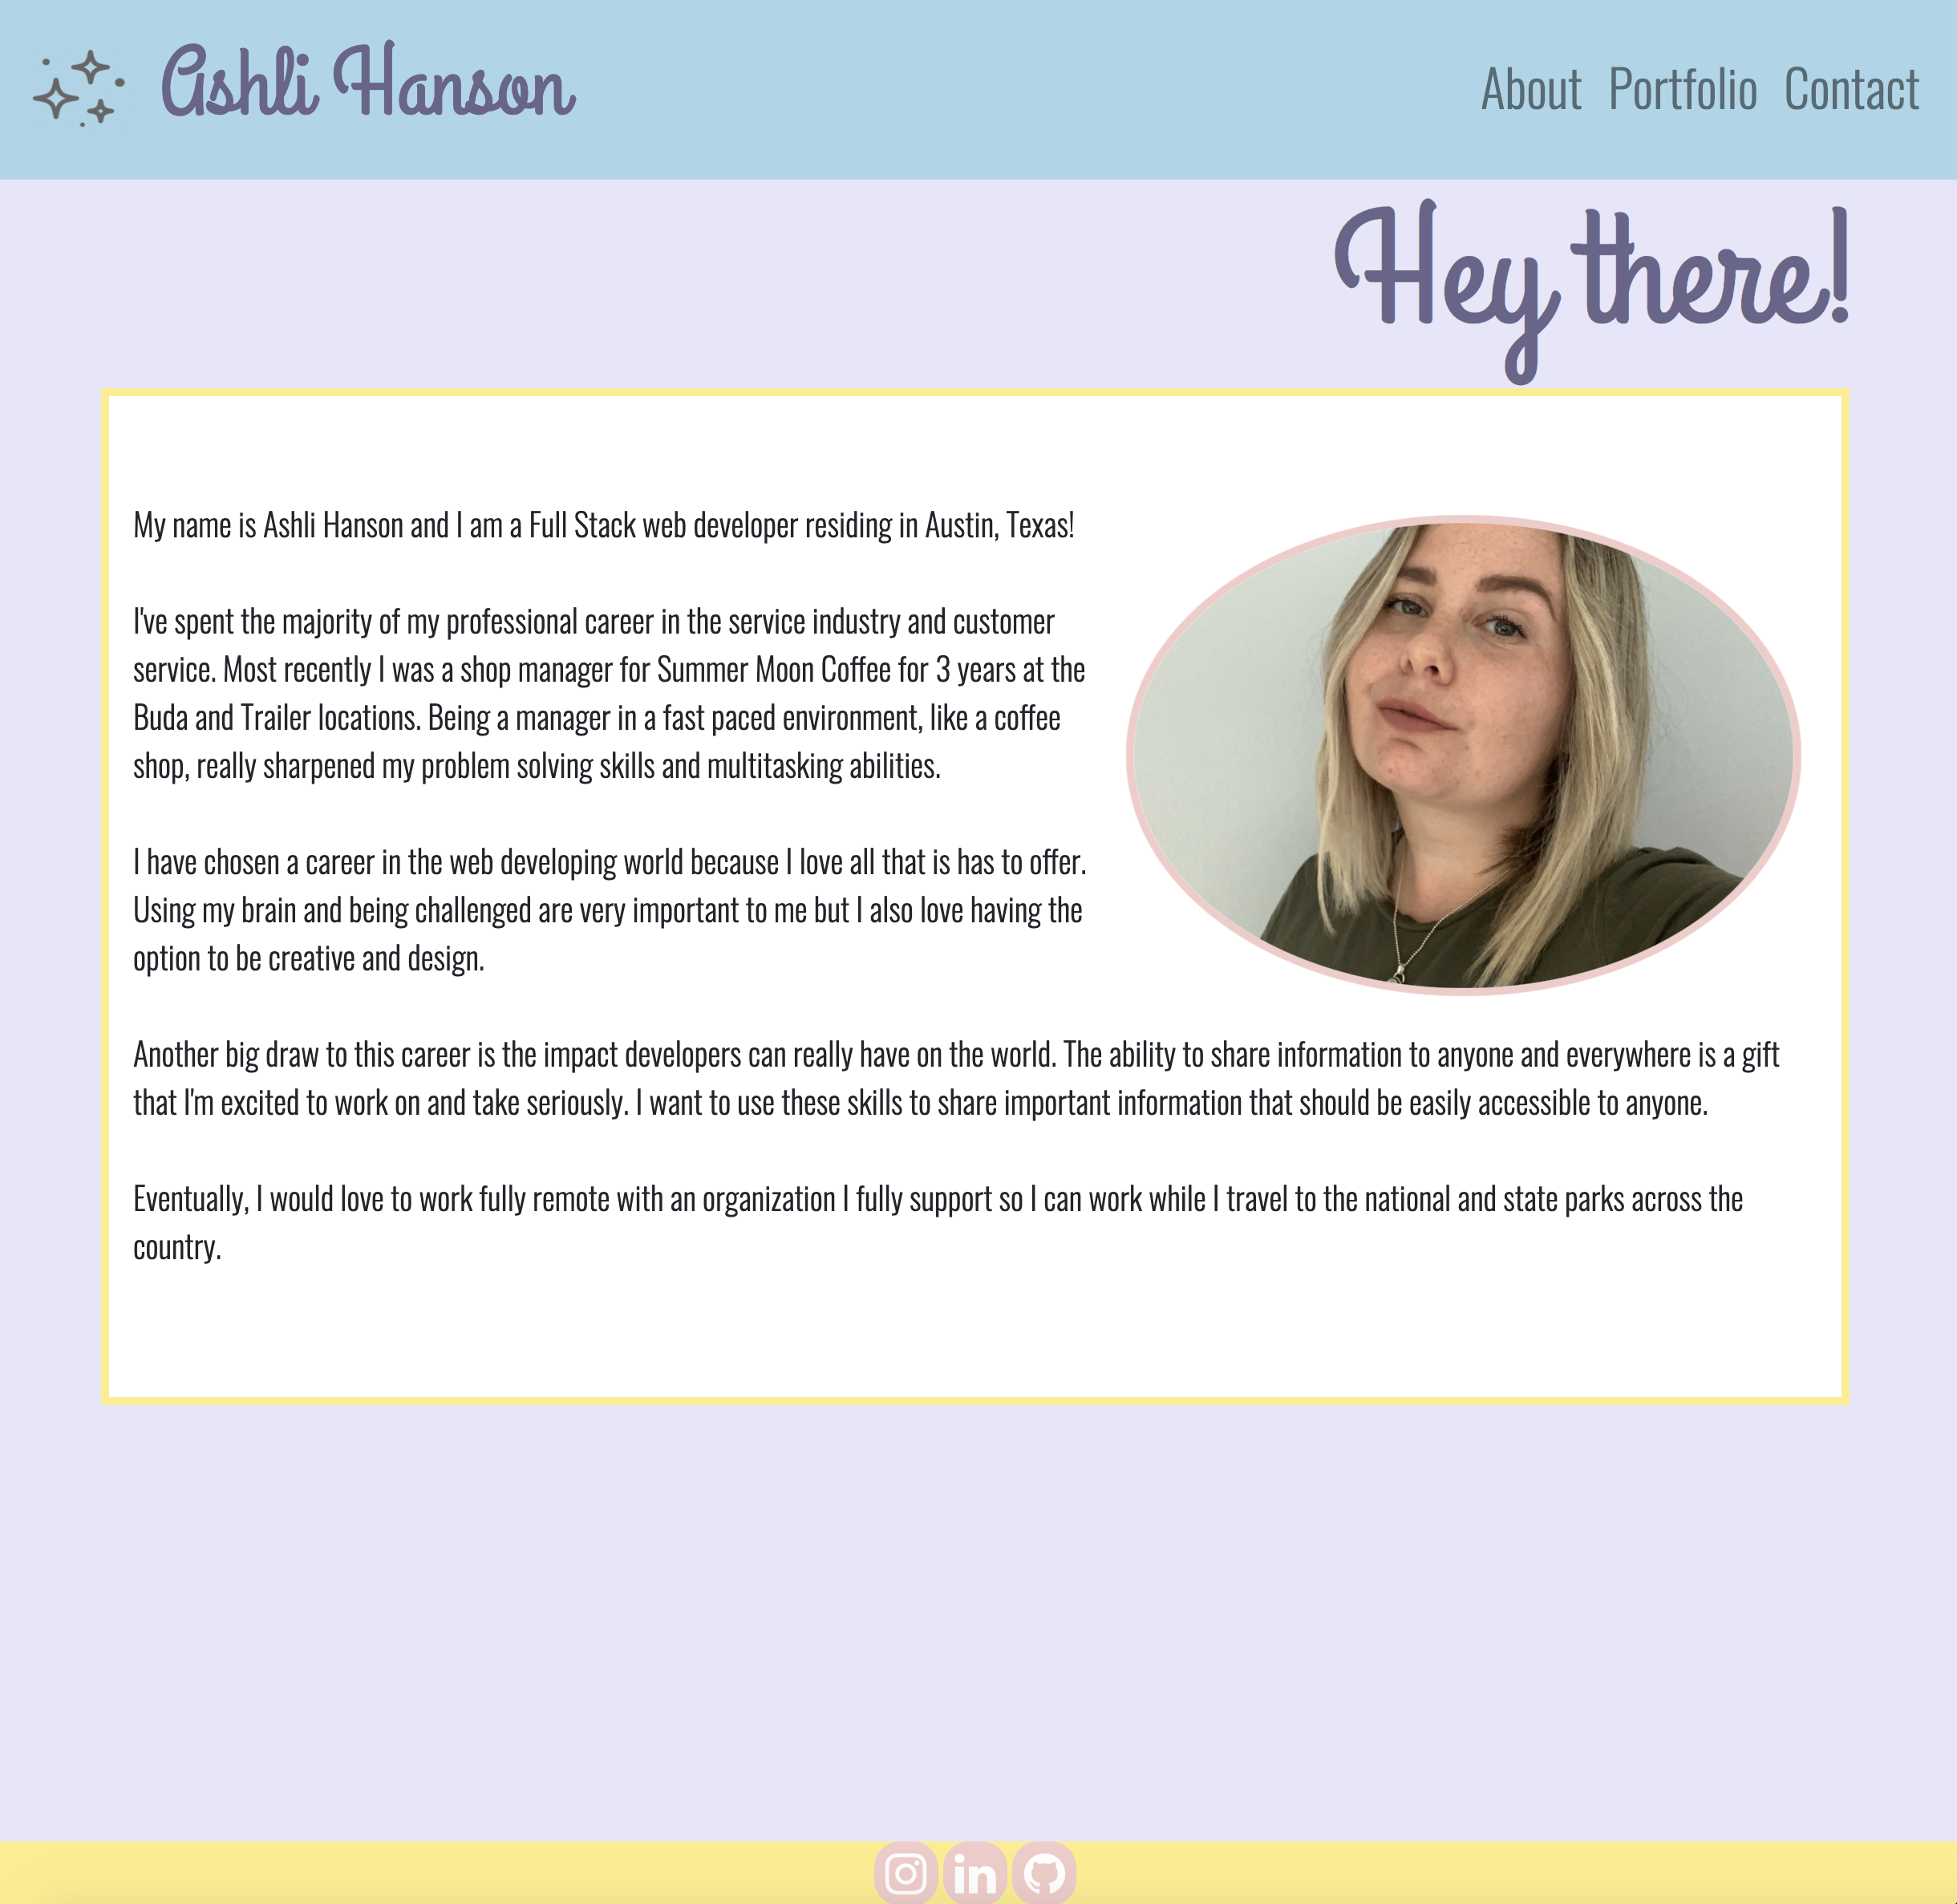 Ashli Hanson
About Portfolio Contact
Hey there!
My name is Ashli Hanson and I am a Full Stack web developer residing in Austin, Texas!
I've spent the majority of my professional career in the service industry and customer
service. Most recently I was a shop manager for Summer Moon Coffee for 3 years at the
Buda and Trailer locations. Being a manager in a fast paced environment, like a coffee
shop, really sharpened my problem solving skills and multitasking abilities.
I have chosen a career in the web developing world because I love all that is has to offer.
Using my brain and being challenged are very important to me but I also love having the
option to be creative and design.
Another big draw to this career is the impact developers can really have on the world. The ability to share information to anyone and everywhere is a gift
that I'm excited to work on and take seriously. I want to use these skills to share important information that should be easily accessible to anyone.
Eventually, I would love to work fully remote with an organization I fully support so I can work while I travel to the national and state parks across the
country.
in